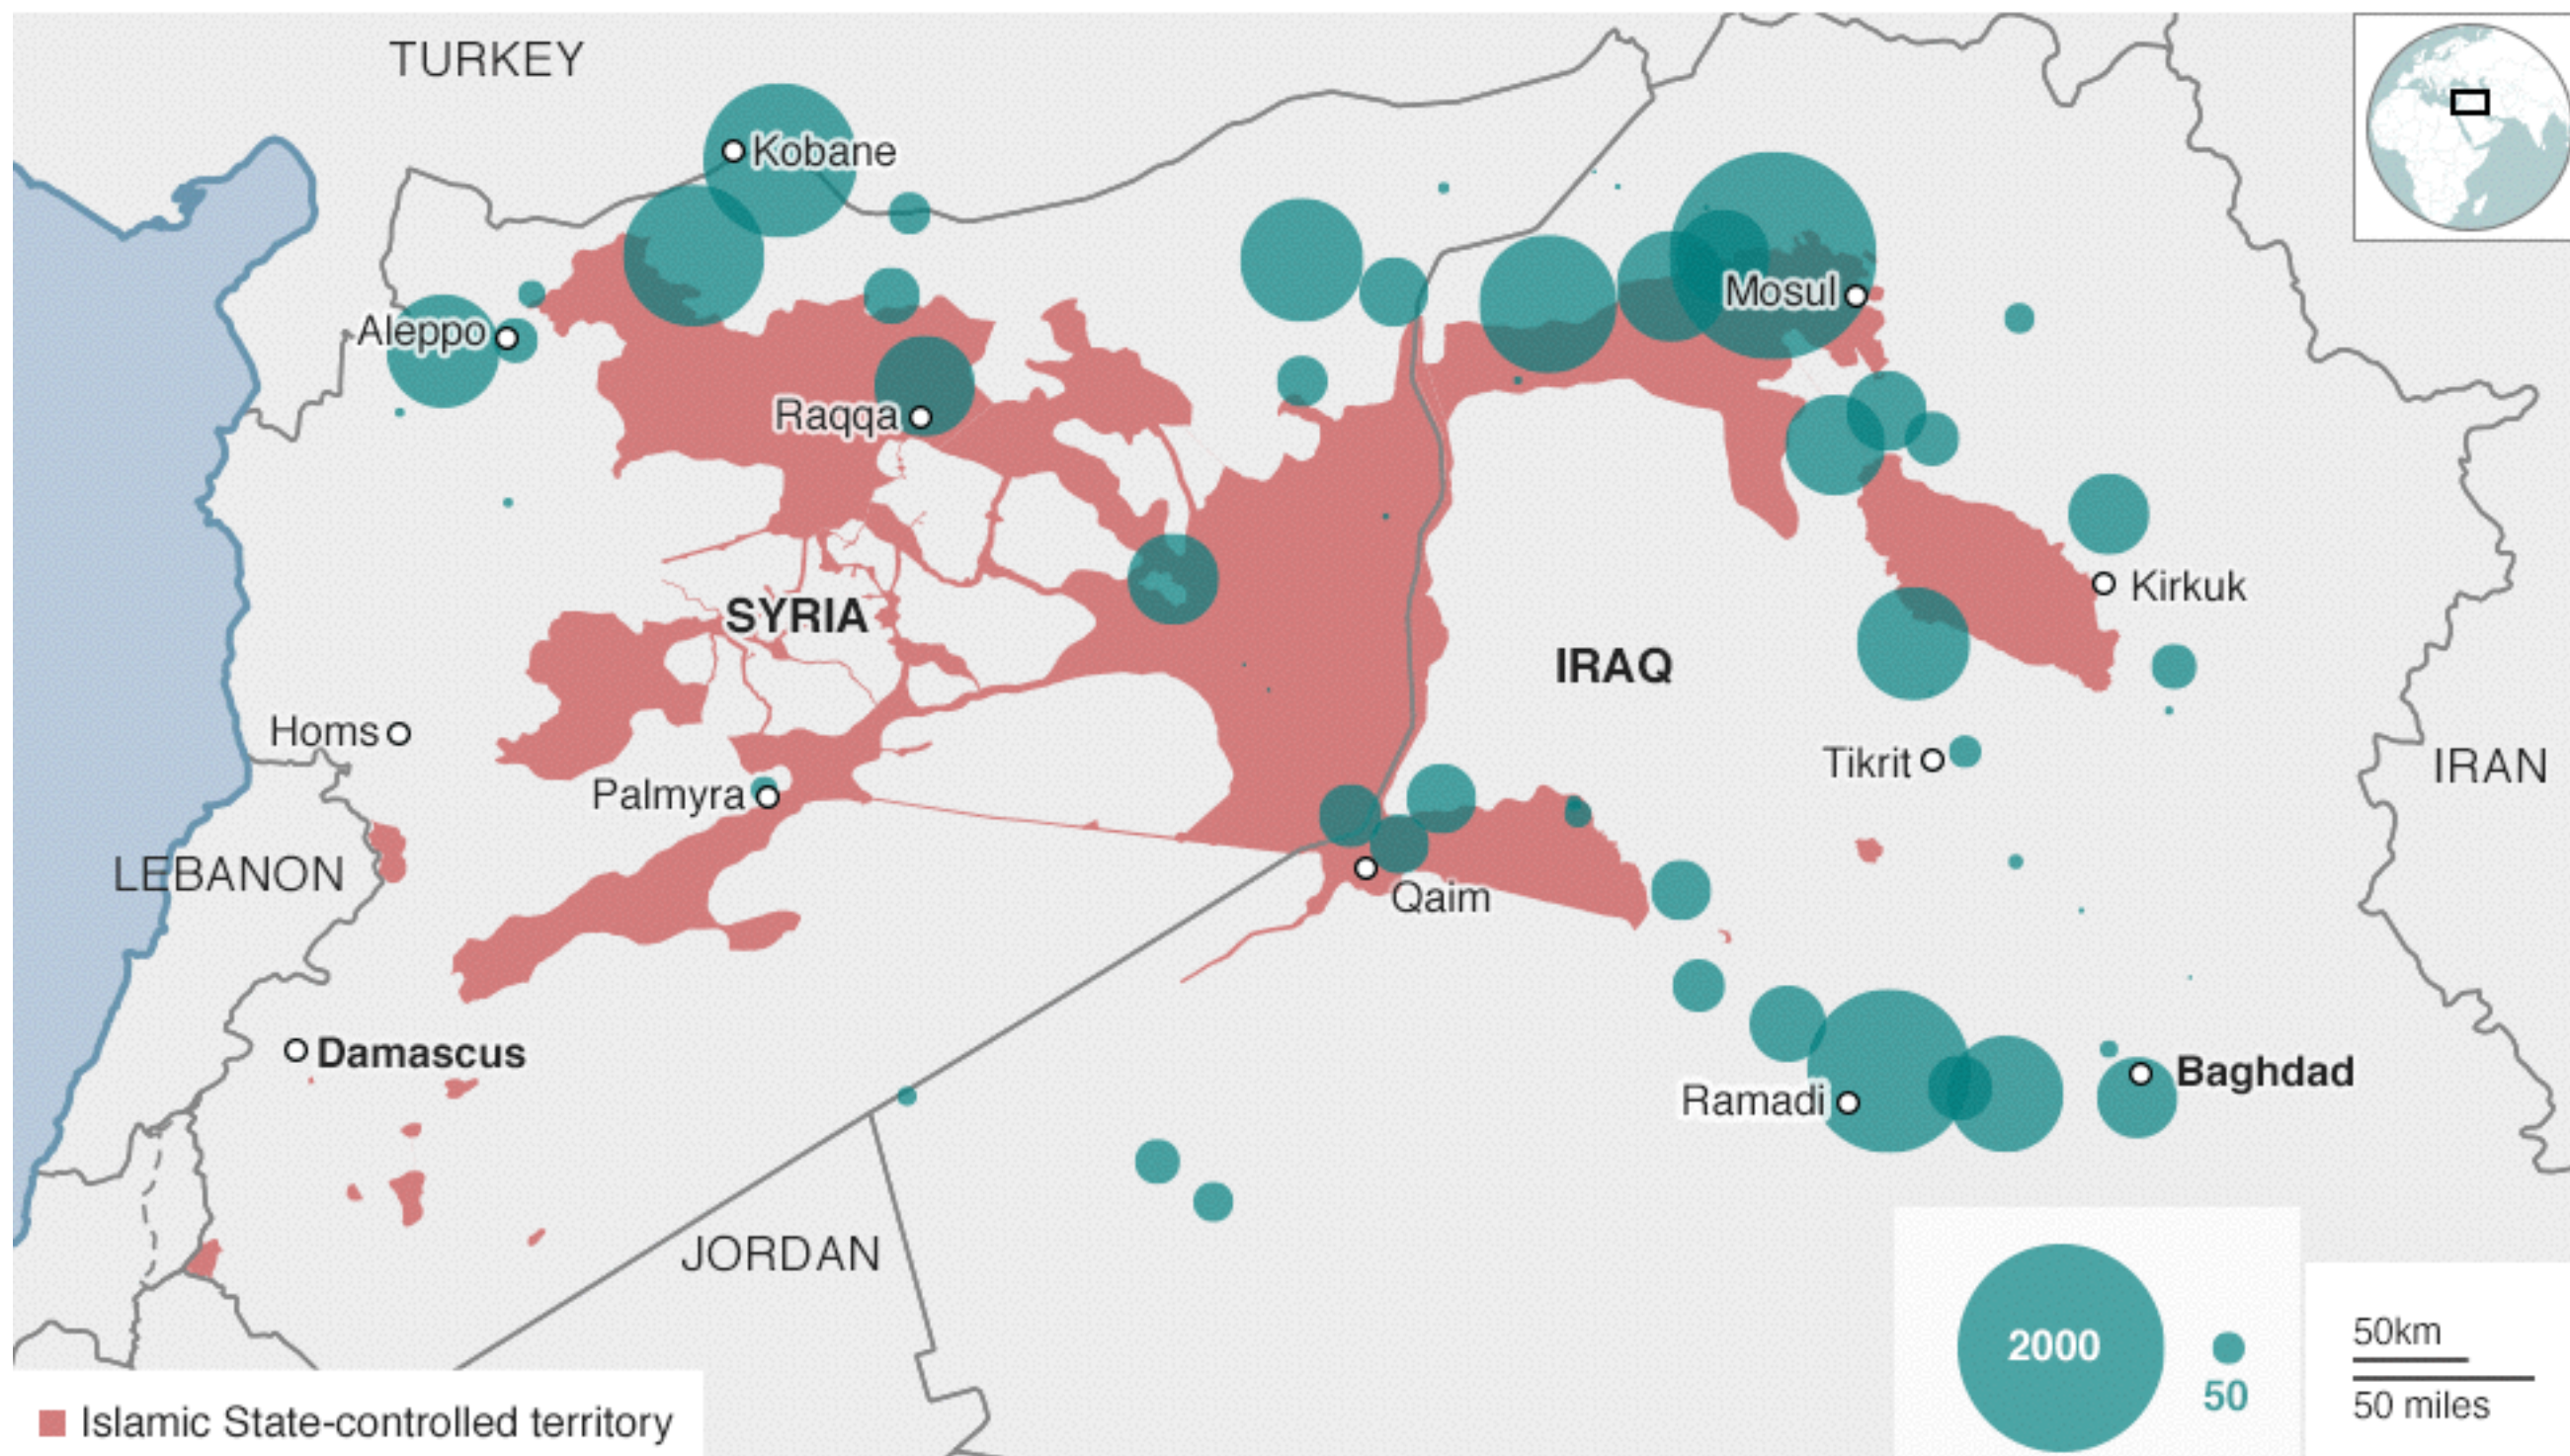 TURKEY
Kobane
Mosul
Aleppo
Raqqa
Kirkuk
SYRIA
IRAQ
Homs
Tikrit
IRAN
Palmyra
LEBANON
Qaim
Damascus
Baghdad
Ramadi
JORDAN
2000
50
50km
50 miles
Islamic State-controlled territory